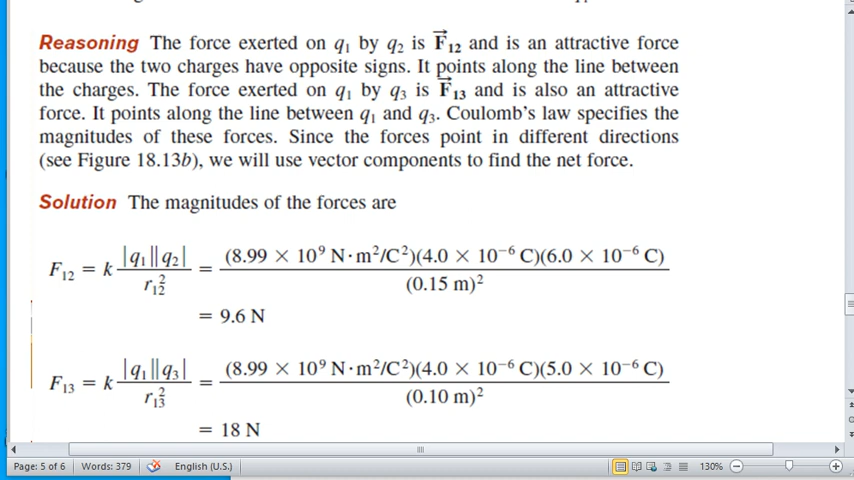 Reasoning The force exerted on q₁ by q₂ is F⃗₁₂ and is an attractive force
because the two charges have opposite signs. It points along the line between
the charges. The force exerted on q₁ by q₃ is F⃗₁₃ and is also an attractive
force. It points along the line between q₁ and q₃. Coulomb's law specifies the
magnitudes of these forces. Since the forces point in different directions
(see Figure 18.13b), we will use vector components to find the net force.
Solution The magnitudes of the forces are
F₁₂ = k |q₁||q₂| / r₁₂² = (8.99 × 10⁹ N·m²/C²)(4.0 × 10⁻⁶ C)(6.0 × 10⁻⁶ C) / (0.15 m)²
= 9.6 N
F₁₃ = k |q₁||q₃| / r₁₃² = (8.99 × 10⁹ N·m²/C²)(4.0 × 10⁻⁶ C)(5.0 × 10⁻⁶ C) / (0.10 m)²
= 18 N
Page: 5 of 6 Words: 379 English (U.S.) 130%